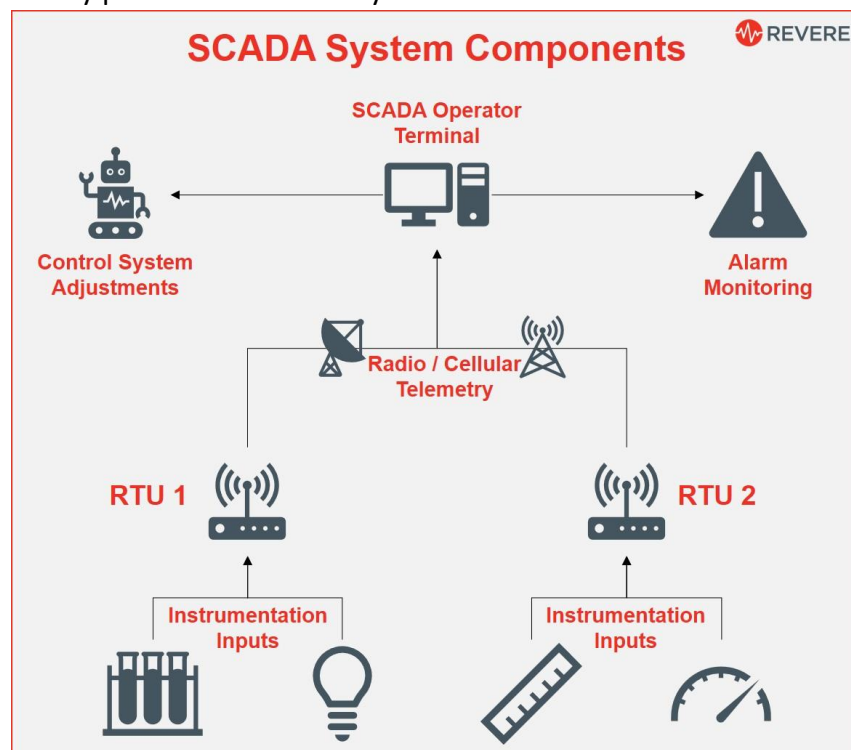 SCADA System Components
REVERE
SCADA Operator
Terminal
Control System
Adjustments
Alarm
Monitoring
Radio / Cellular
Telemetry
RTU 1
RTU 2
Instrumentation
Inputs
Instrumentation
Inputs